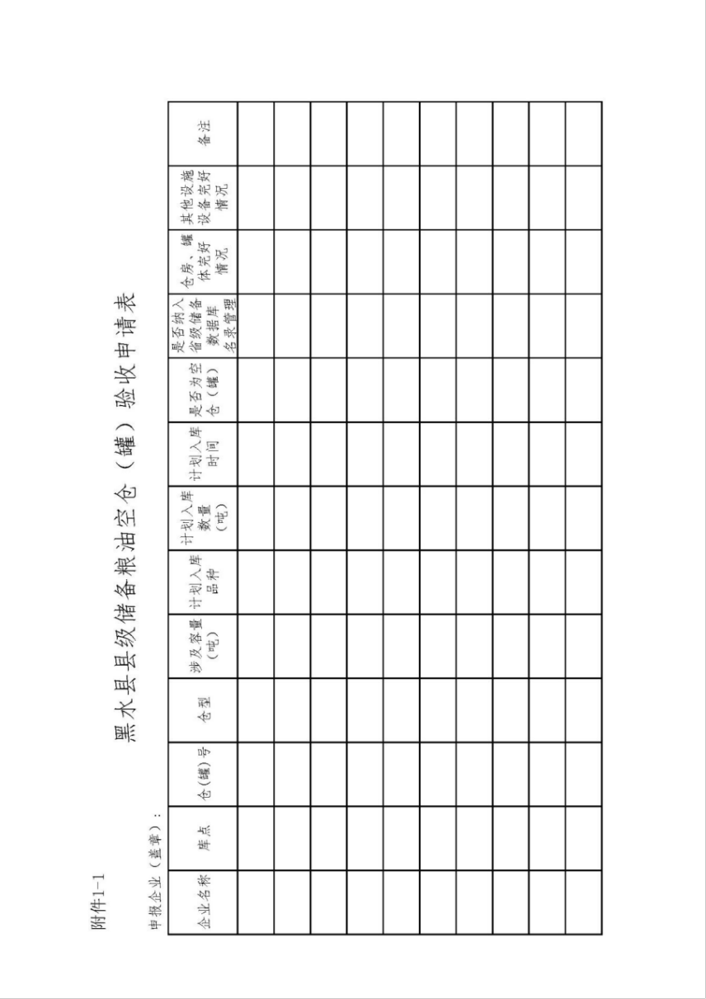 附件1-1
黑水县县级储备粮油空仓（罐）验收申请表
申报企业（盖章）：
企业名称
库点
仓(罐)号
仓型
涉及容量
（吨）
计划入库
品种
计划入库
数量
（吨）
计划入库
时间
是否为空
仓（罐）
是否纳入
省级储备
数据库
名录管理
仓房、罐
体完好
情况
其他设施
设备完好
情况
备注